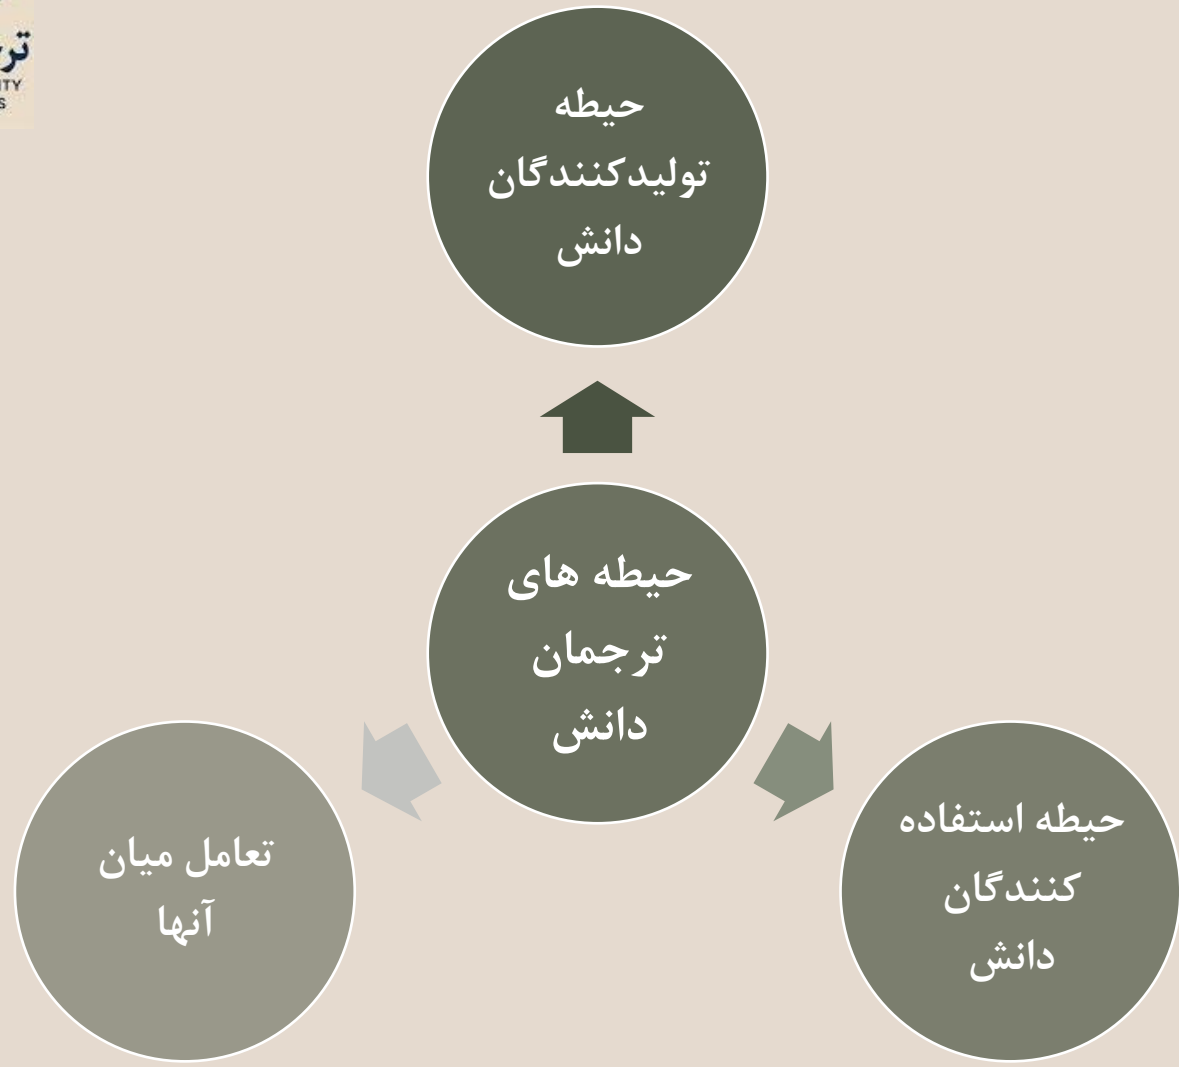 حیطه
تولیدکنندگان
دانش
حیطه های
ترجمان
دانش
حیطه استفاده
کنندگان
دانش
تعامل میان
آنها